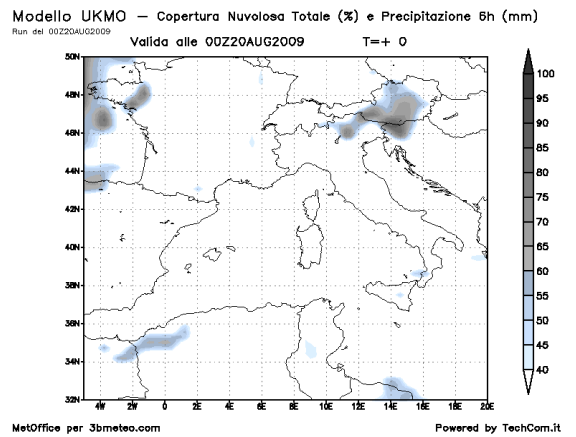 Modello UKMO – Copertura Nuvolosa Totale (%) e Precipitazione 6h (mm)
Run del 00Z20AUG2009
Valida alle 00Z20AUG2009 T=+ 0
50N
48N
46N
44N
42N
40N
38N
36N
34N
32N
4W 2W 0 2E 4E 6E 8E 10E 12E 14E 16E 18E 20E
100
95
90
85
80
75
70
65
60
55
50
45
40
MetOffice per 3bmeteo.com
Powered by TechCom.it